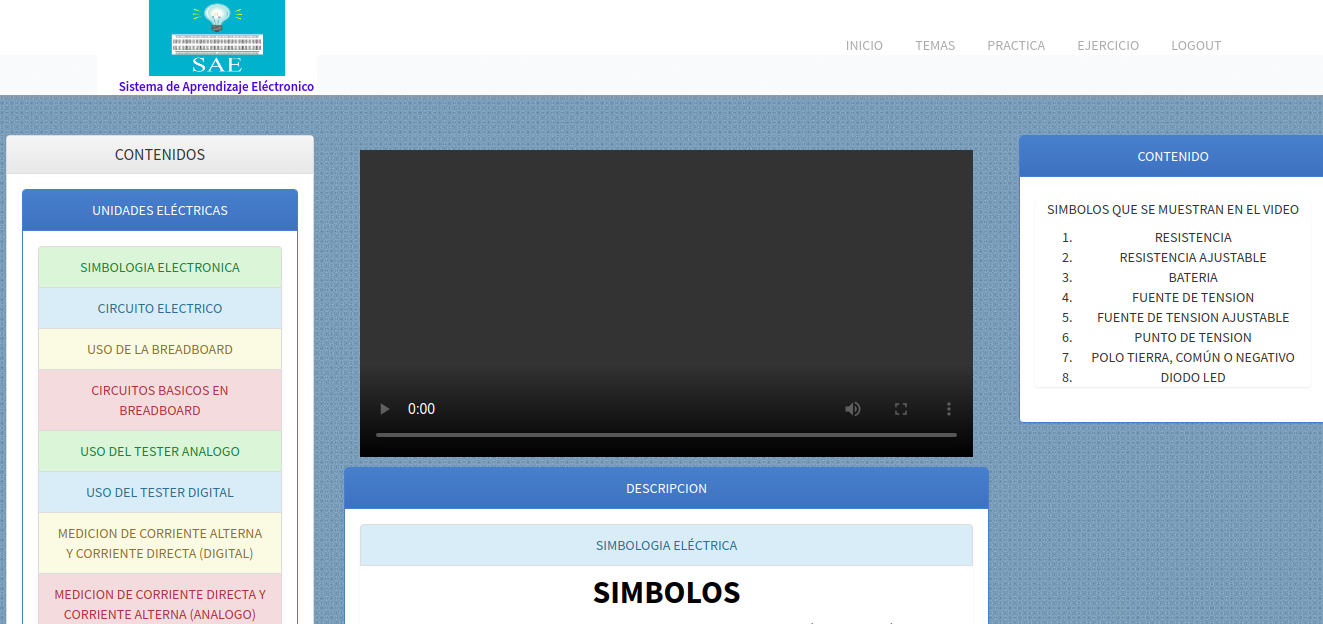 SAE
Sistema de Aprendizaje Eléctronico
INICIO TEMAS PRACTICA EJERCICIO LOGOUT
CONTENIDOS
UNIDADES ELÉCTRICAS
SIMBOLOGIA ELECTRONICA
CIRCUITO ELECTRICO
USO DE LA BREADBOARD
CIRCUITOS BASICOS EN
BREADBOARD
USO DEL TESTER ANALOGO
USO DEL TESTER DIGITAL
MEDICION DE CORRIENTE ALTERNA
Y CORRIENTE DIRECTA (DIGITAL)
MEDICION DE CORRIENTE DIRECTA Y
CORRIENTE ALTERNA (ANALOGO)
0:00
DESCRIPCION
SIMBOLOGIA ELÉCTRICA
SIMBOLOS
CONTENIDO
SIMBOLOS QUE SE MUESTRAN EN EL VIDEO
1. RESISTENCIA
2. RESISTENCIA AJUSTABLE
3. BATERIA
4. FUENTE DE TENSION
5. FUENTE DE TENSION AJUSTABLE
6. PUNTO DE TENSION
7. POLO TIERRA, COMÚN O NEGATIVO
8. DIODO LED